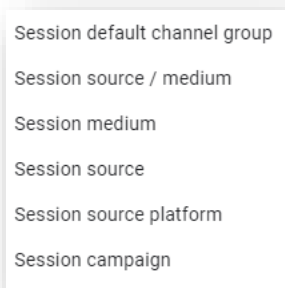 Session default channel group
Session source / medium
Session medium
Session source
Session source platform
Session campaign